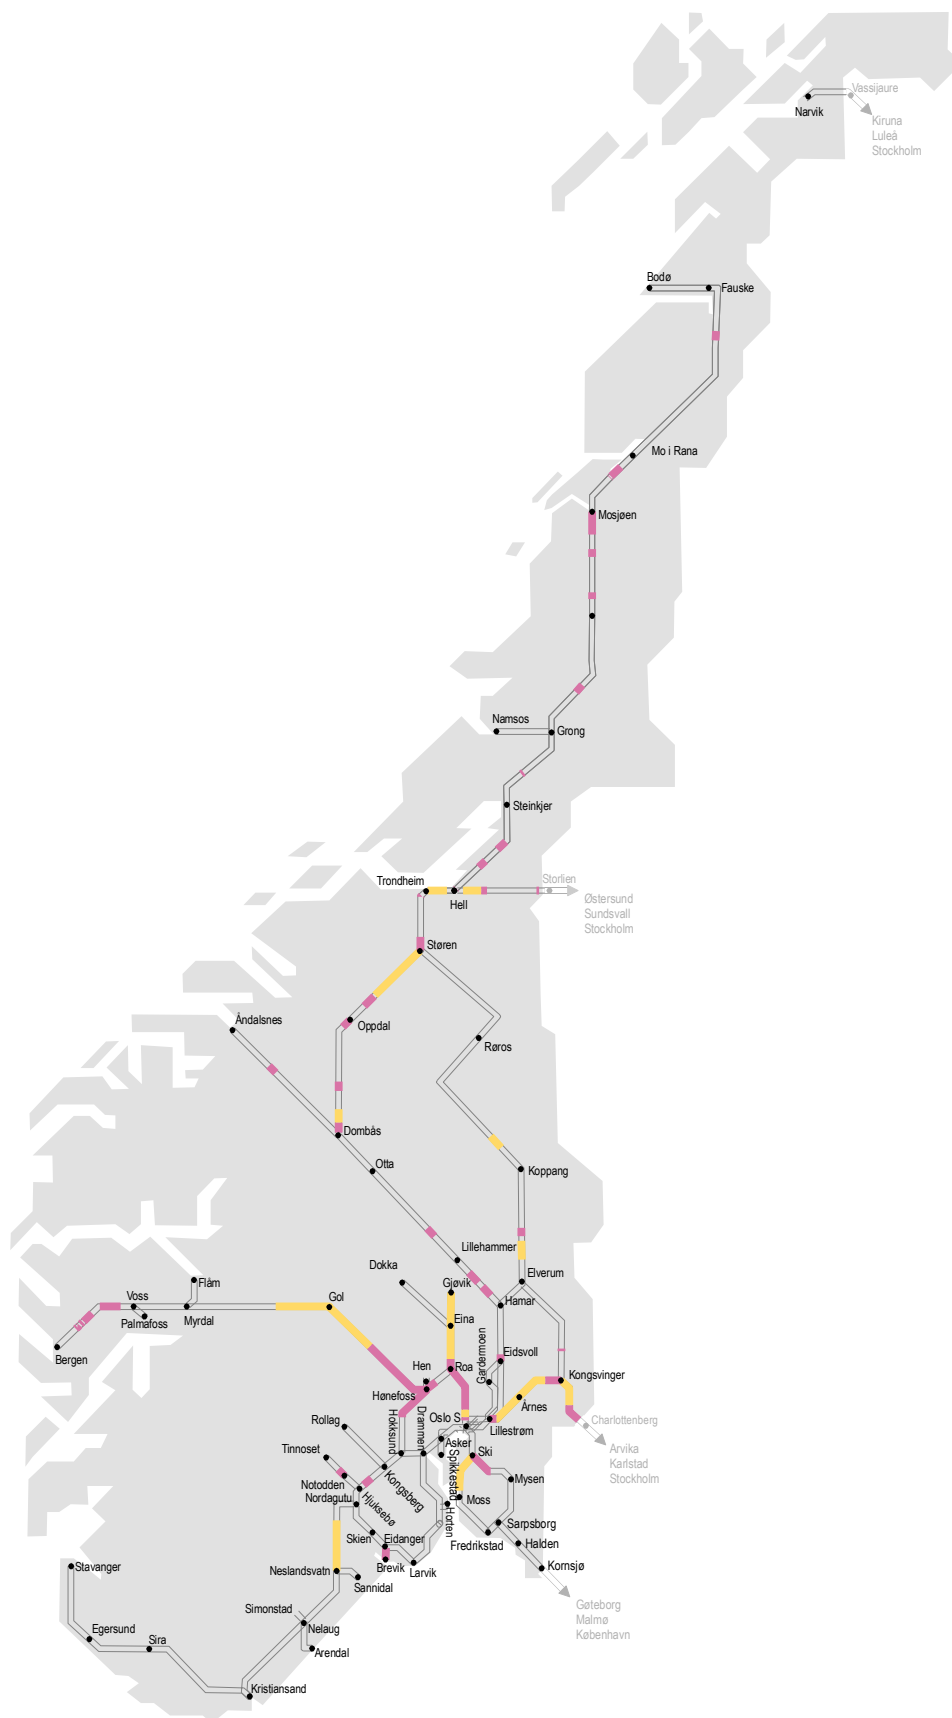 Vassijaure
Narvik
Kiruna
Luleå
Stockholm
Bodø
Fauske
Mo i Rana
Mosjøen
Namsos
Grong
Steinkjer
Trondheim
Storlien
Hell
Østersund
Sundsvall
Stockholm
Støren
Åndalsnes
Oppdal
Røros
Dombås
Otta
Koppang
Lillehammer
Dokka
Elverum
Flåm
Gjøvik
Voss
Gol
Hamar
Palmafoss
Myrdal
Eina
Gardermoen
Bergen
Eidsvoll
Hen
Roa
Kongsvinger
Hønefoss
Årnes
Hokksund
Drammen
Oslo S
Rollag
Lillestrøm
Charlottenberg
Asker
Spikkestad
Ski
Arvika
Karlstad
Stockholm
Tinnoset
Kongsberg
Mysen
Notodden
Nordagutu
Hjuksebø
Moss
Horten
Sarpsborg
Skien
Eidanger
Fredrikstad
Halden
Stavanger
Neslandsvatn
Brevik
Larvik
Kornsjø
Sannidal
Gøteborg
Malmø
København
Simonstad
Egersund
Sira
Nelaug
Arendal
Kristiansand